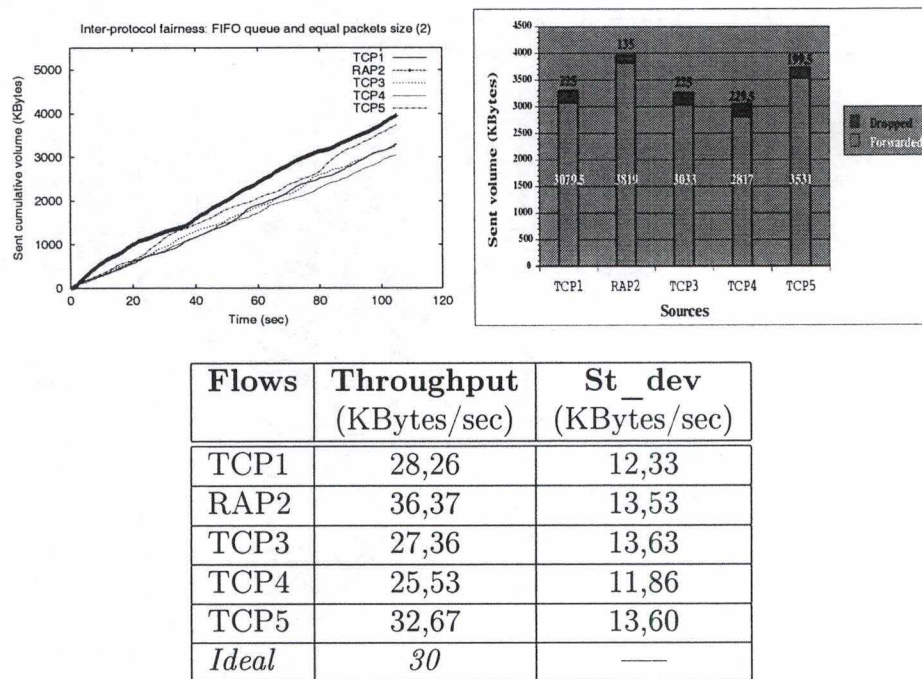 Inter-protocol fairness: FIFO queue and equal packets size (2)
Sent cumulative volume (KBytes)
5000
4000
3000
2000
1000
0
TCP1
RAP2
TCP3
TCP4
TCP5
0 20 40 60 80 100 120
Time (sec)
Sent volume (KBytes)
4500
4000
3500
3000
2500
2000
1500
1000
500
0
225 135 225 229,5 199,5
3079,5 3819 3033 2817 3531
TCP1 RAP2 TCP3 TCP4 TCP5
Sources
Dropped
Forwarded
Flows Throughput St_dev
(KBytes/sec) (KBytes/sec)
TCP1 28,26 12,33
RAP2 36,37 13,53
TCP3 27,36 13,63
TCP4 25,53 11,86
TCP5 32,67 13,60
Ideal 30 —